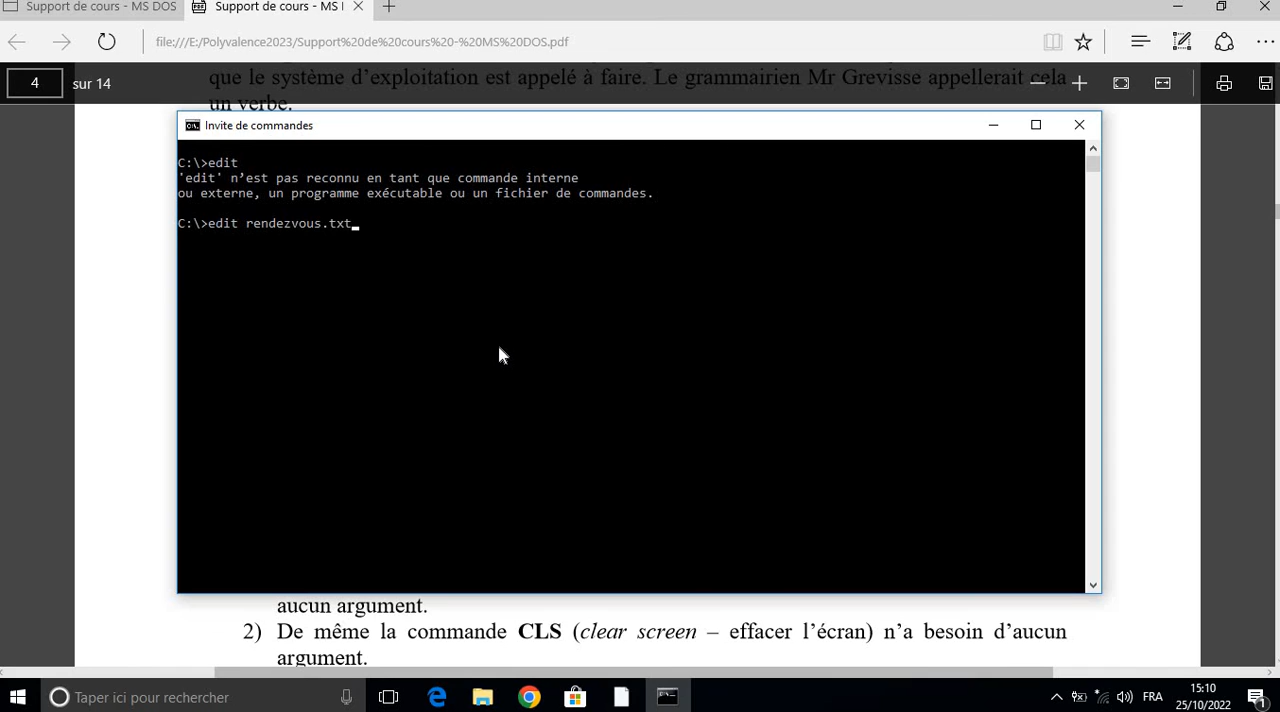 Support de cours - MS DOS
Support de cours - MS I
file:///E:/Polyvalence2023/Support%20de%20cours%20-%20MS%20DOS.pdf
4 sur 14
que le système d'exploitation est appelé à faire. Le grammairien Mr Grevisse appellerait cela
un verbe.
Invite de commandes
C:\>edit
'edit' n'est pas reconnu en tant que commande interne
ou externe, un programme exécutable ou un fichier de commandes.
C:\>edit rendezvous.txt
aucun argument.
2) De même la commande CLS (clear screen – effacer l'écran) n'a besoin d'aucun
argument.
Taper ici pour rechercher
FRA
15:10
25/10/2022
1